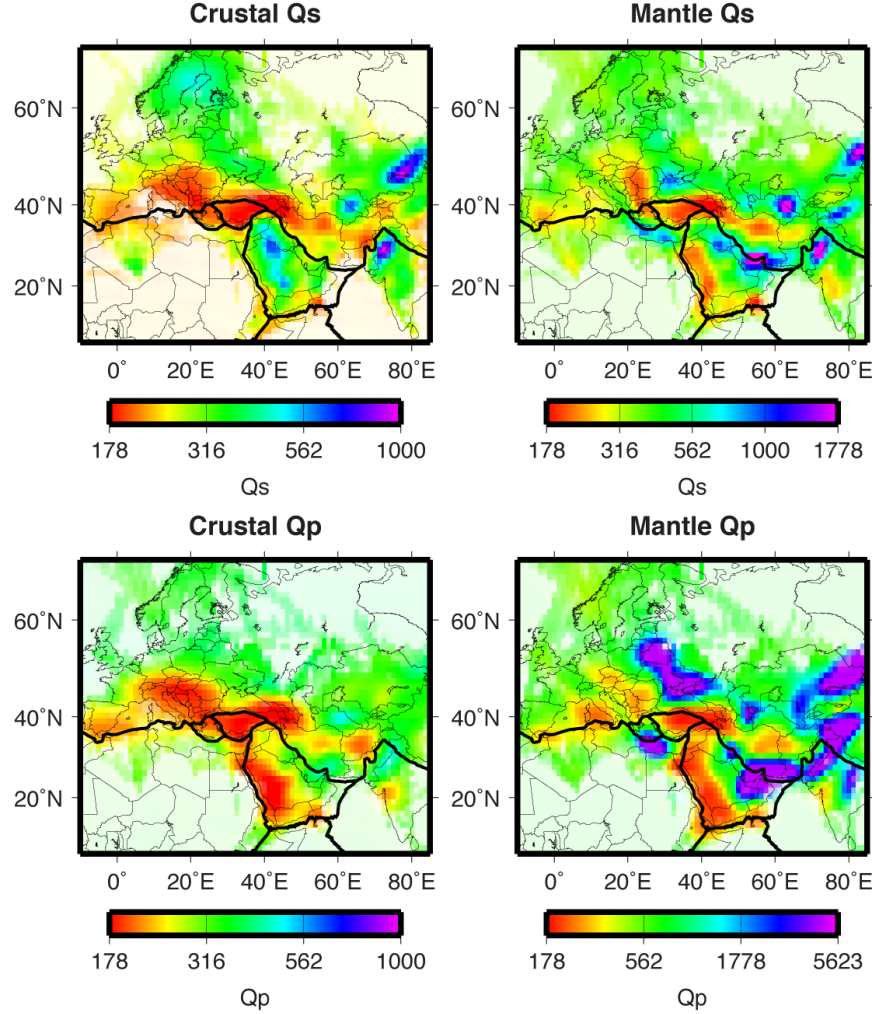 Crustal Qs Mantle Qs
60˚N 60˚N
40˚N 40˚N
20˚N 20˚N
0˚ 20˚E 40˚E 60˚E 80˚E 0˚ 20˚E 40˚E 60˚E 80˚E
178 316 562 1000 178 316 562 1000 1778
Qs Qs
Crustal Qp Mantle Qp
60˚N 60˚N
40˚N 40˚N
20˚N 20˚N
0˚ 20˚E 40˚E 60˚E 80˚E 0˚ 20˚E 40˚E 60˚E 80˚E
178 316 562 1000 178 562 1778 5623
Qp Qp